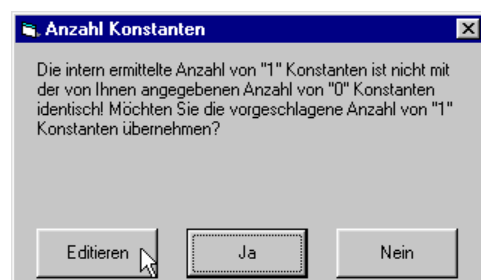 Anzahl Konstanten
Die intern ermittelte Anzahl von "1" Konstanten ist nicht mit
der von Ihnen angegebenen Anzahl von "0" Konstanten
identisch! Möchten Sie die vorgeschlagene Anzahl von "1"
Konstanten übernehmen?
Editieren Ja Nein